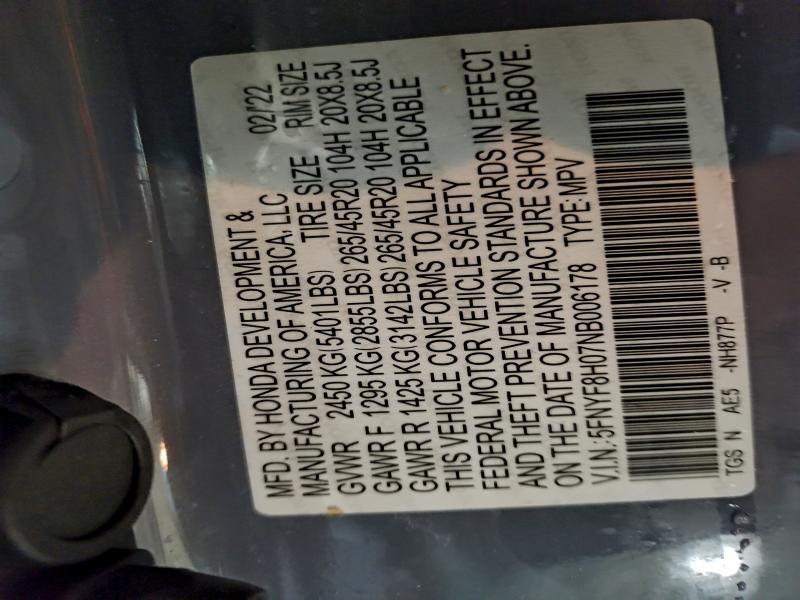 MFD. BY HONDA DEVELOPMENT &
MANUFACTURING OF AMERICA, LLC 02/'22
GVWR 2450 KG(5401LBS) TIRE SIZE RIM SIZE
GAWR F 1295 KG(2855LBS) 265/45R20 104H 20X8.5J
GAWR R 1425 KG(3142LBS) 265/45R20 104H 20X8.5J
THIS VEHICLE CONFORMS TO ALL APPLICABLE
FEDERAL MOTOR VEHICLE SAFETY
AND THEFT PREVENTION STANDARDS IN EFFECT
ON THE DATE OF MANUFACTURE SHOWN ABOVE.
V.I.N.:5FNYF8H07NB006178 TYPE:MPV
TGS N AE5 -NH877P -V -B